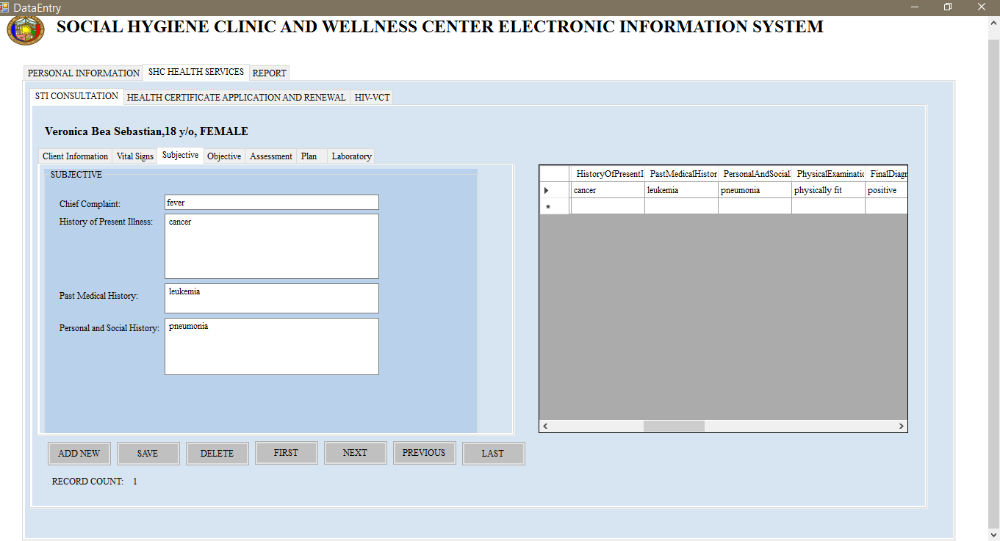 DataEntry
SOCIAL HYGIENE CLINIC AND WELLNESS CENTER ELECTRONIC INFORMATION SYSTEM
PERSONAL INFORMATION SHC HEALTH SERVICES REPORT
STI CONSULTATION HEALTH CERTIFICATE APPLICATION AND RENEWAL HIV-VCT
Veronica Bea Sebastian,18 y/o, FEMALE
Client Information Vital Signs Subjective Objective Assessment Plan Laboratory
SUBJECTIVE
Chief Complaint: fever
History of Present Illness: cancer
Past Medical History: leukemia
Personal and Social History: pneumonia
HistoryOfPresentI PastMedicalHistor PersonalAndSocial PhysicalExaminatic FinalDiagr
cancer leukemia pneumonia physically fit positive
ADD NEW SAVE DELETE FIRST NEXT PREVIOUS LAST
RECORD COUNT: 1